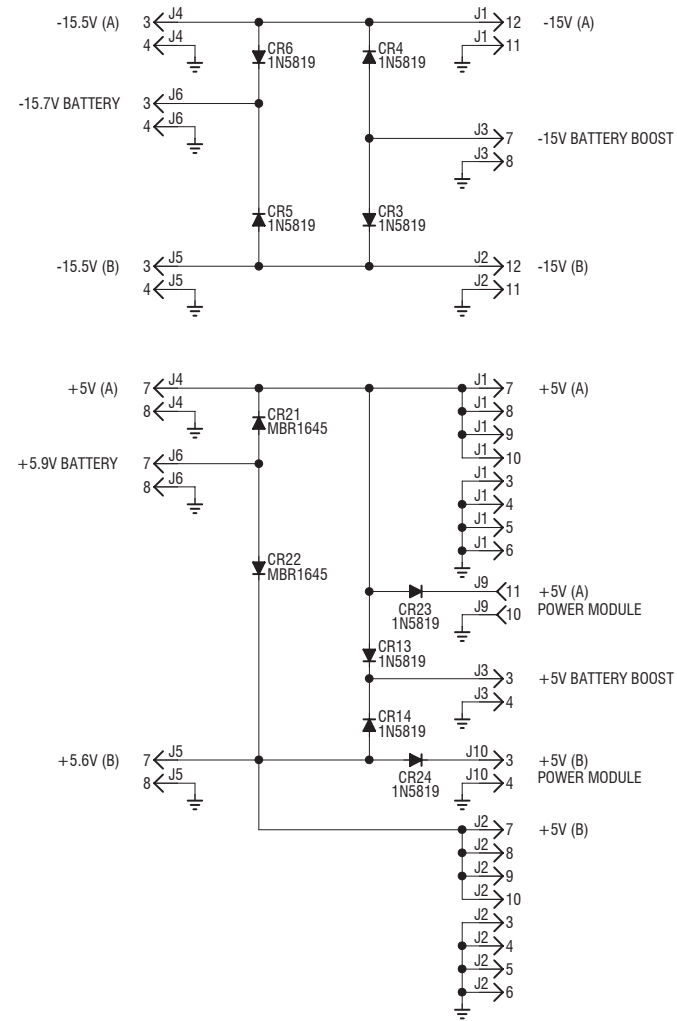 -15.5V (A) 3 J4 J1 12 -15V (A)
4 J4 J1 11
CR6 1N5819
CR4 1N5819
-15.7V BATTERY 3 J6
4 J6
J3 7 -15V BATTERY BOOST
J3 8
CR5 1N5819
CR3 1N5819
-15.5V (B) 3 J5 J2 12 -15V (B)
4 J5 J2 11
+5V (A) 7 J4 J1 7 +5V (A)
8 J4 J1 8
CR21 MBR1645
J1 9
+5.9V BATTERY 7 J6 J1 10
8 J6 J1 3
J1 4
J1 5
J1 6
CR22 MBR1645
J9 11 +5V (A)
CR23 1N5819
J9 10 POWER MODULE
CR13 1N5819
J3 3 +5V BATTERY BOOST
J3 4
CR14 1N5819
+5.6V (B) 7 J5 J10 3 +5V (B)
8 J5 CR24 1N5819 J10 4 POWER MODULE
J2 7 +5V (B)
J2 8
J2 9
J2 10
J2 3
J2 4
J2 5
J2 6